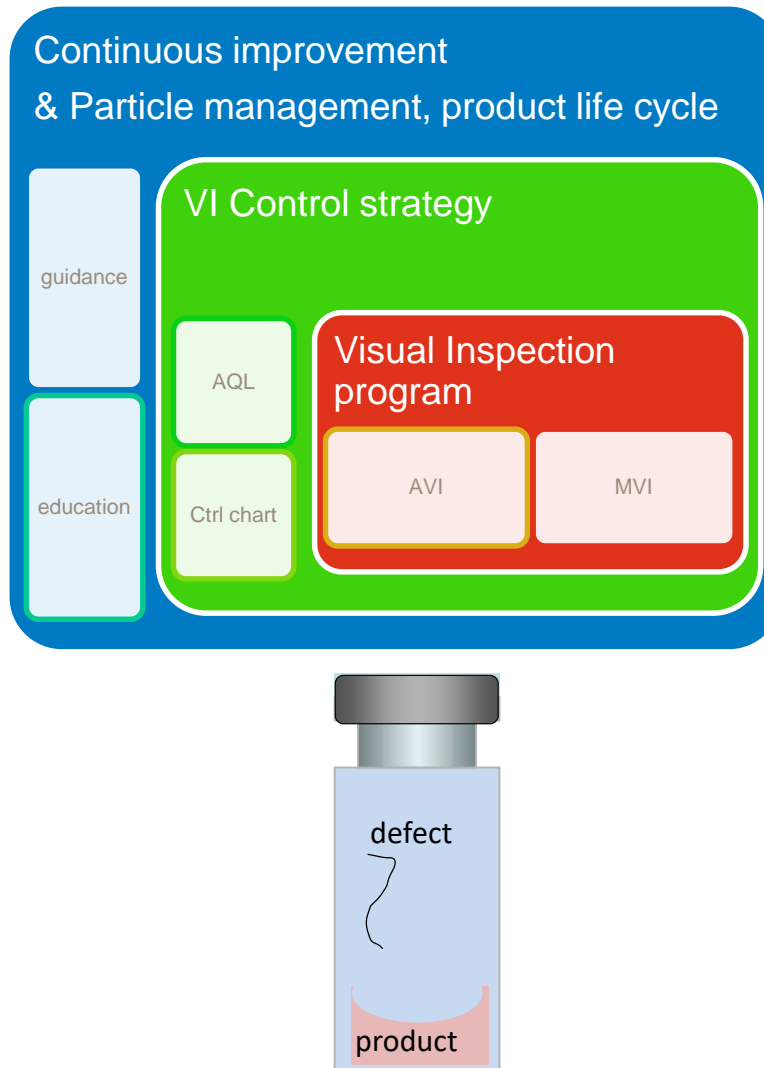 Continuous improvement
& Particle management, product life cycle
VI Control strategy
guidance
Visual Inspection
program
AQL
AVI
MVI
education
Ctrl chart
defect
product